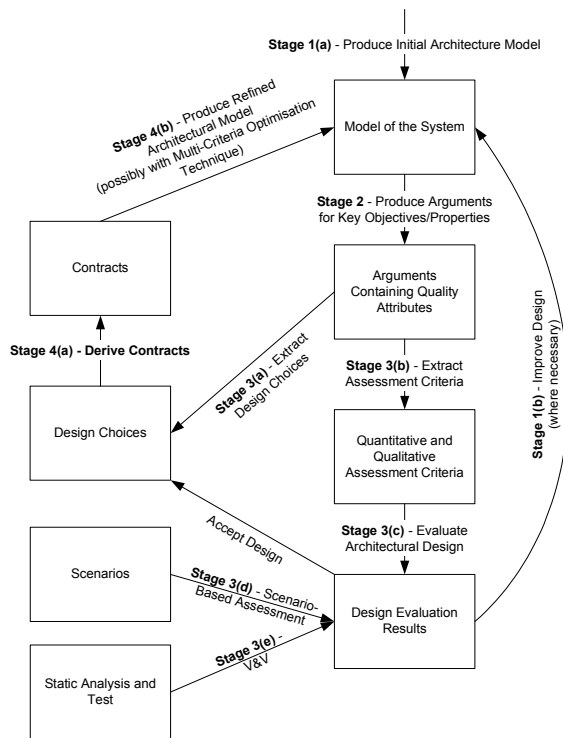 Stage 1(a) - Produce Initial Architecture Model
Model of the System
Stage 4(b) - Produce Refined
Architectural Model
(possibly with Multi-Criteria Optimisation
Technique)
Stage 2 - Produce Arguments
for Key Objectives/Properties
Contracts
Arguments
Containing Quality
Attributes
Stage 1(b) - Improve Design
(where necessary)
Stage 4(a) - Derive Contracts
Stage 3(a) - Extract
Design Choices
Stage 3(b) - Extract
Assessment Criteria
Design Choices
Quantitative and
Qualitative
Assessment Criteria
Accept Design
Stage 3(c) - Evaluate
Architectural Design
Scenarios
Stage 3(d) - Scenario-
Based Assessment
Design Evaluation
Results
Stage 3(e) -
V&V
Static Analysis and
Test